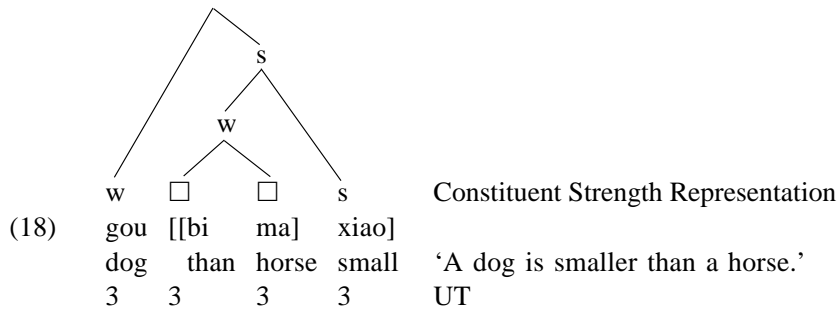 s
w
w □ □ s Constituent Strength Representation
(18) gou [[bi ma] xiao]
dog than horse small ‘A dog is smaller than a horse.’
3 3 3 3 UT